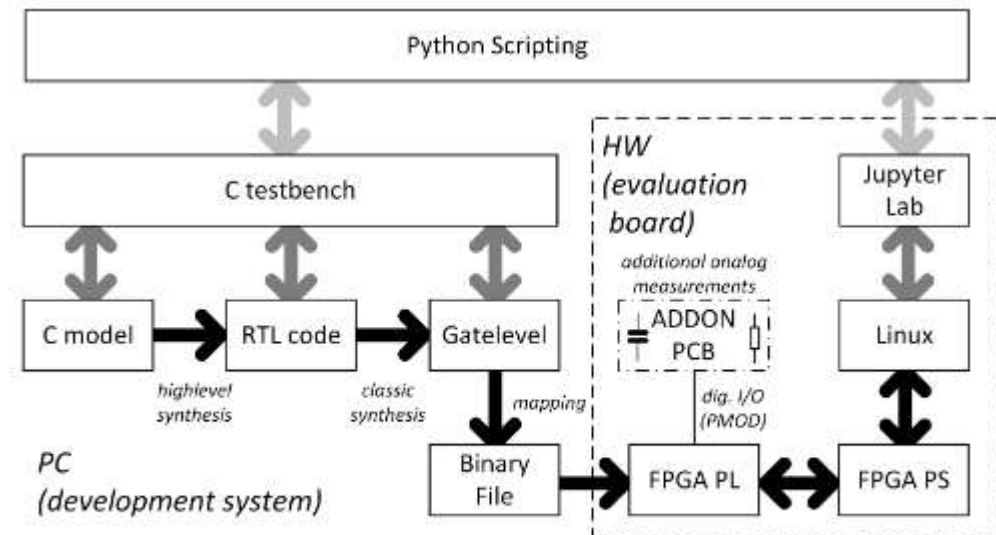 Python Scripting
C testbench
HW
(evaluation
board)
Jupyter
Lab
additional analog
measurements
C model
RTL code
Gatelevel
ADDON
PCB
Linux
highlevel
synthesis
classic
synthesis
mapping
dig. I/O
(PMOD)
PC
(development system)
Binary
File
FPGA PL
FPGA PS